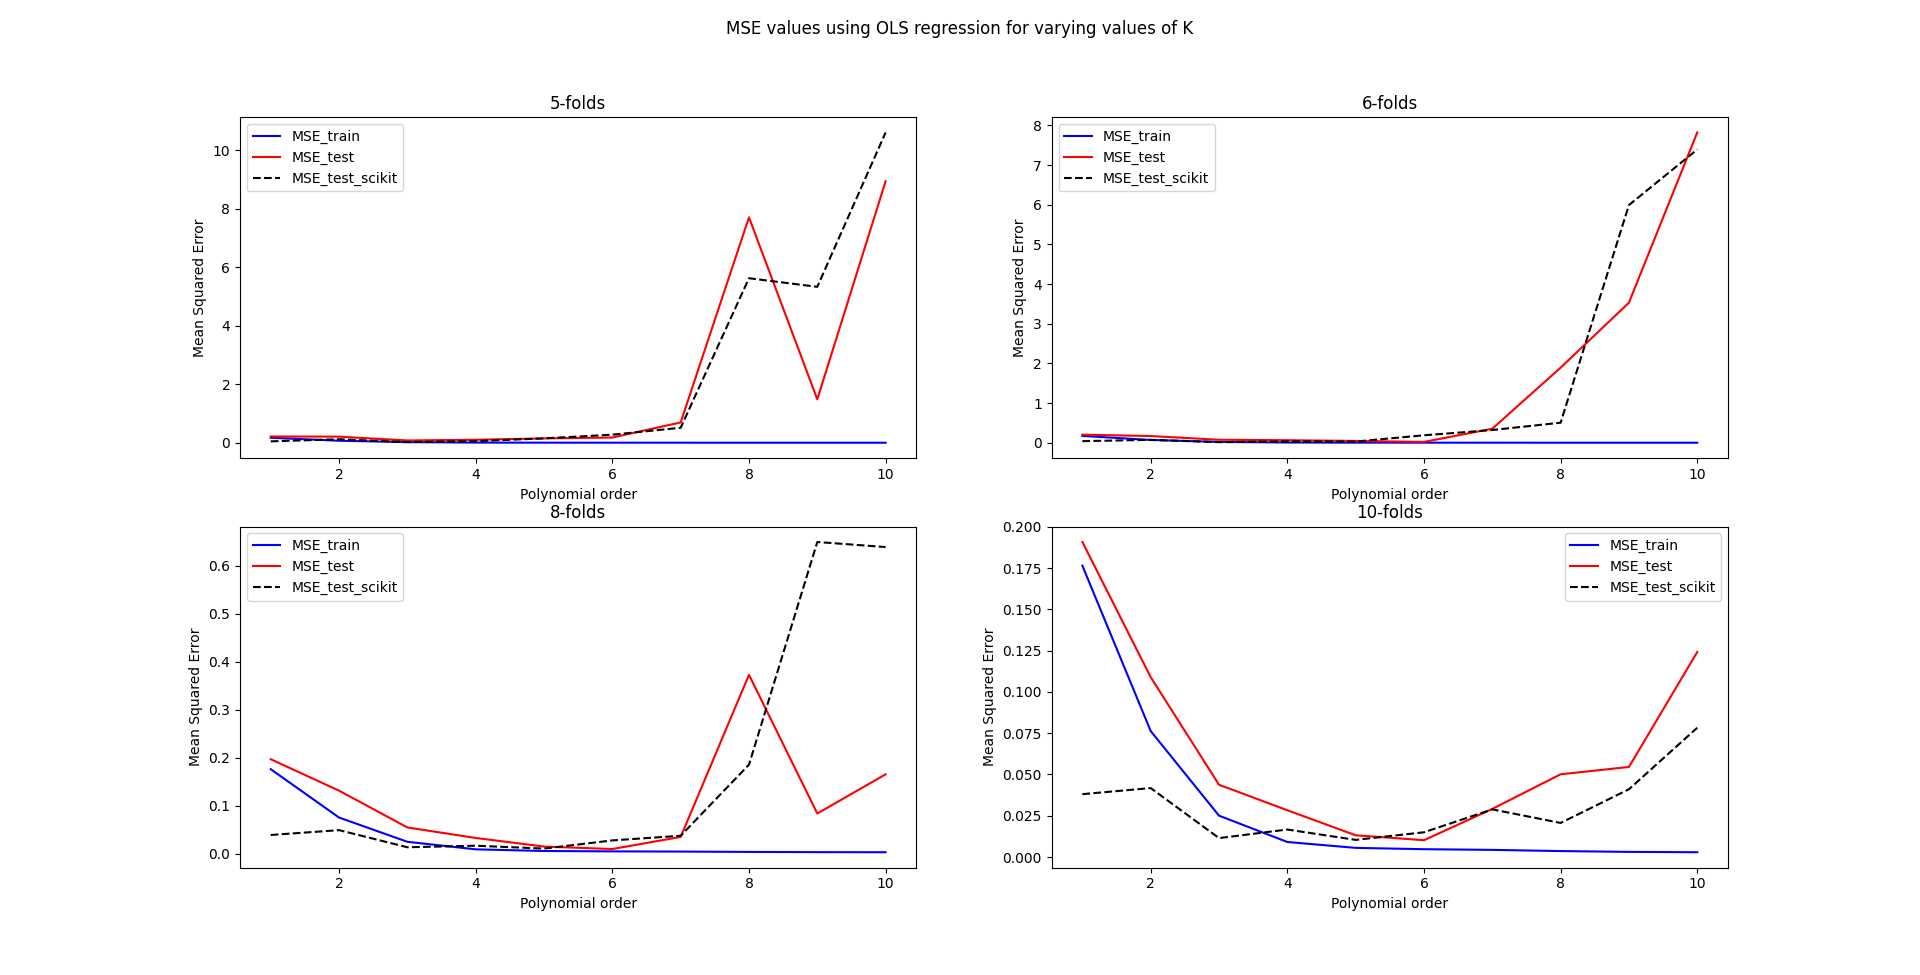 MSE values using OLS regression for varying values of K
5-folds
MSE_train
MSE_test
MSE_test_scikit
Mean Squared Error
10
8
6
4
2
0
2 4 6 8 10
Polynomial order
6-folds
MSE_train
MSE_test
MSE_test_scikit
Mean Squared Error
8
7
6
5
4
3
2
1
0
2 4 6 8 10
Polynomial order
8-folds
MSE_train
MSE_test
MSE_test_scikit
Mean Squared Error
0.6
0.5
0.4
0.3
0.2
0.1
0.0
2 4 6 8 10
Polynomial order
10-folds
MSE_train
MSE_test
MSE_test_scikit
Mean Squared Error
0.200
0.175
0.150
0.125
0.100
0.075
0.050
0.025
0.000
2 4 6 8 10
Polynomial order